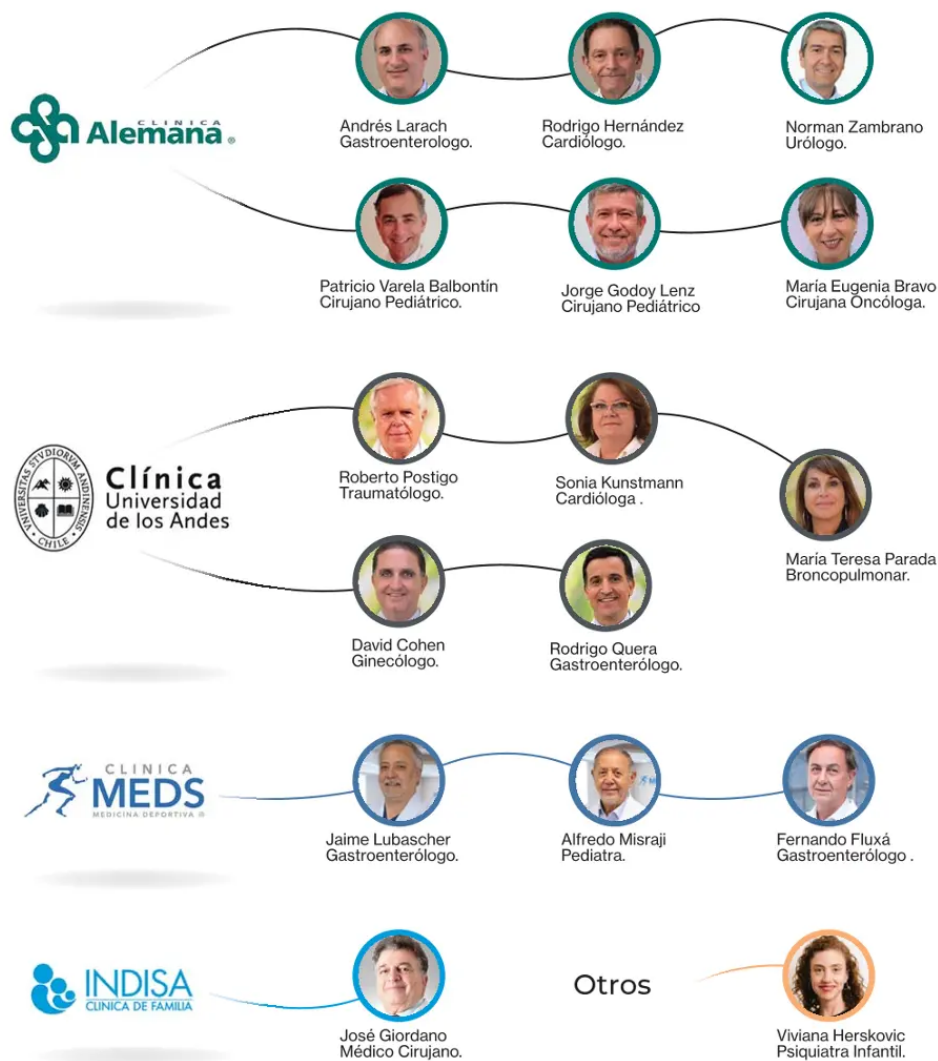 CLINICA
Alemana®
Andrés Larach
Gastroenterologo.
Rodrigo Hernández
Cardiólogo.
Norman Zambrano
Urólogo.
Patricio Varela Balbontín
Cirujano Pediátrico.
Jorge Godoy Lenz
Cirujano Pediátrico
María Eugenia Bravo
Cirujana Oncóloga.
UNIVERSITAS STVDIORVM ANDINENSIS
· CHILE ·
Clínica
Universidad
de los Andes
Roberto Postigo
Traumatólogo.
Sonia Kunstmann
Cardióloga .
María Teresa Parada
Broncopulmonar.
David Cohen
Ginecólogo.
Rodrigo Quera
Gastroenterólogo.
CLINICA
MEDS
MEDICINA DEPORTIVA ®
Jaime Lubascher
Gastroenterólogo.
Alfredo Misraji
Pediatra.
Fernando Fluxá
Gastroenterólogo .
INDISA
CLINICA DE FAMILIA
José Giordano
Médico Cirujano.
Otros
Viviana Herskovic
Psiquiatra Infantil.